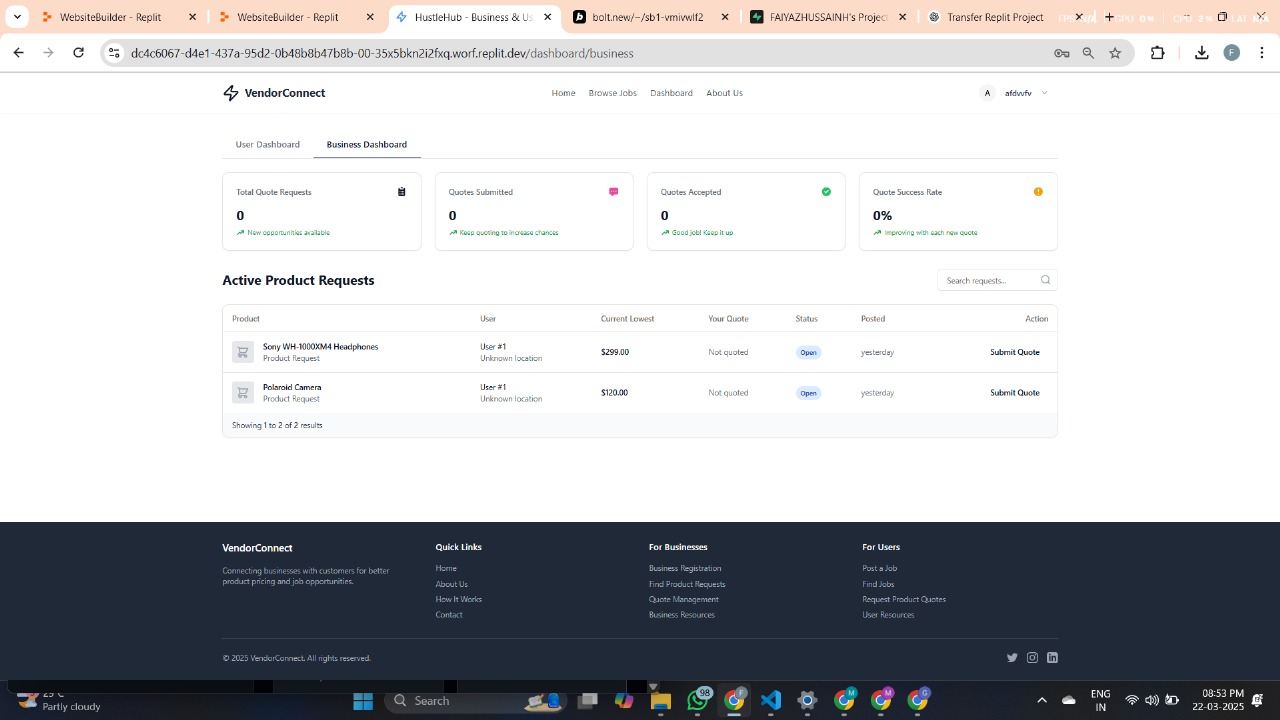 WebsiteBuilder - Replit
WebsiteBuilder - Replit
HustleHub - Business & Us
bolt.new/~/sb1-vmivwlf2
FAIYAZHUSSAINH's Project
Transfer Replit Project
GPU 0%
CPU 2%
LAT N/A
dc4c6067-d4e1-437a-95d2-0b48b8b47b8b-00-35x5bkn2i2fxq.worf.replit.dev/dashboard/business
F
VendorConnect
Home
Browse Jobs
Dashboard
About Us
A
afdvvfv
User Dashboard
Business Dashboard
Total Quote Requests
0
New opportunities available
Quotes Submitted
0
Keep quoting to increase chances
Quotes Accepted
0
Good job! Keep it up
Quote Success Rate
0%
Improving with each new quote
Active Product Requests
Search requests...
Product User Current Lowest Your Quote Status Posted Action
Sony WH-1000XM4 Headphones
Product Request
User #1
Unknown location
$299.00
Not quoted
Open
yesterday
Submit Quote
Polaroid Camera
Product Request
User #1
Unknown location
$120.00
Not quoted
Open
yesterday
Submit Quote
Showing 1 to 2 of 2 results
VendorConnect
Connecting businesses with customers for better
product pricing and job opportunities.
Quick Links
Home
About Us
How It Works
Contact
For Businesses
Business Registration
Find Product Requests
Quote Management
Business Resources
For Users
Post a Job
Find Jobs
Request Product Quotes
User Resources
© 2025 VendorConnect. All rights reserved.
29°C
Partly cloudy
Search
98
F
M
M
G
ENG
IN
08:53 PM
22-03-2025